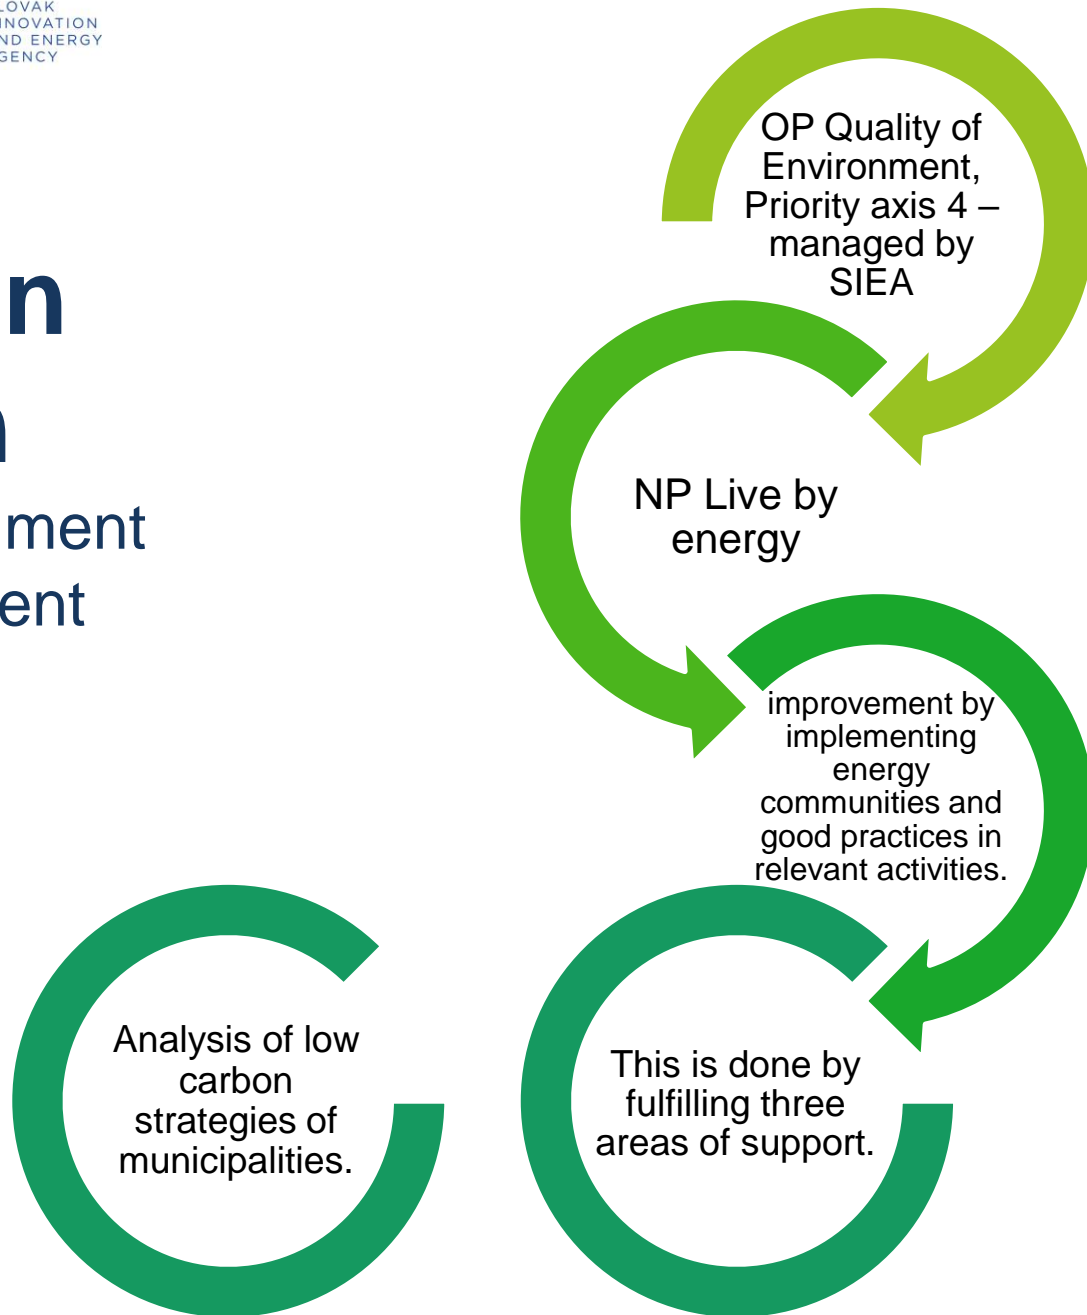 LOVAK
INNOVATION
ND ENERGY
GENCY
n
ment
ent
OP Quality of
Environment,
Priority axis 4 –
managed by
SIEA
NP Live by
energy
improvement by
implementing
energy
communities and
good practices in
relevant activities.
Analysis of low
carbon
strategies of
municipalities.
This is done by
fulfilling three
areas of support.